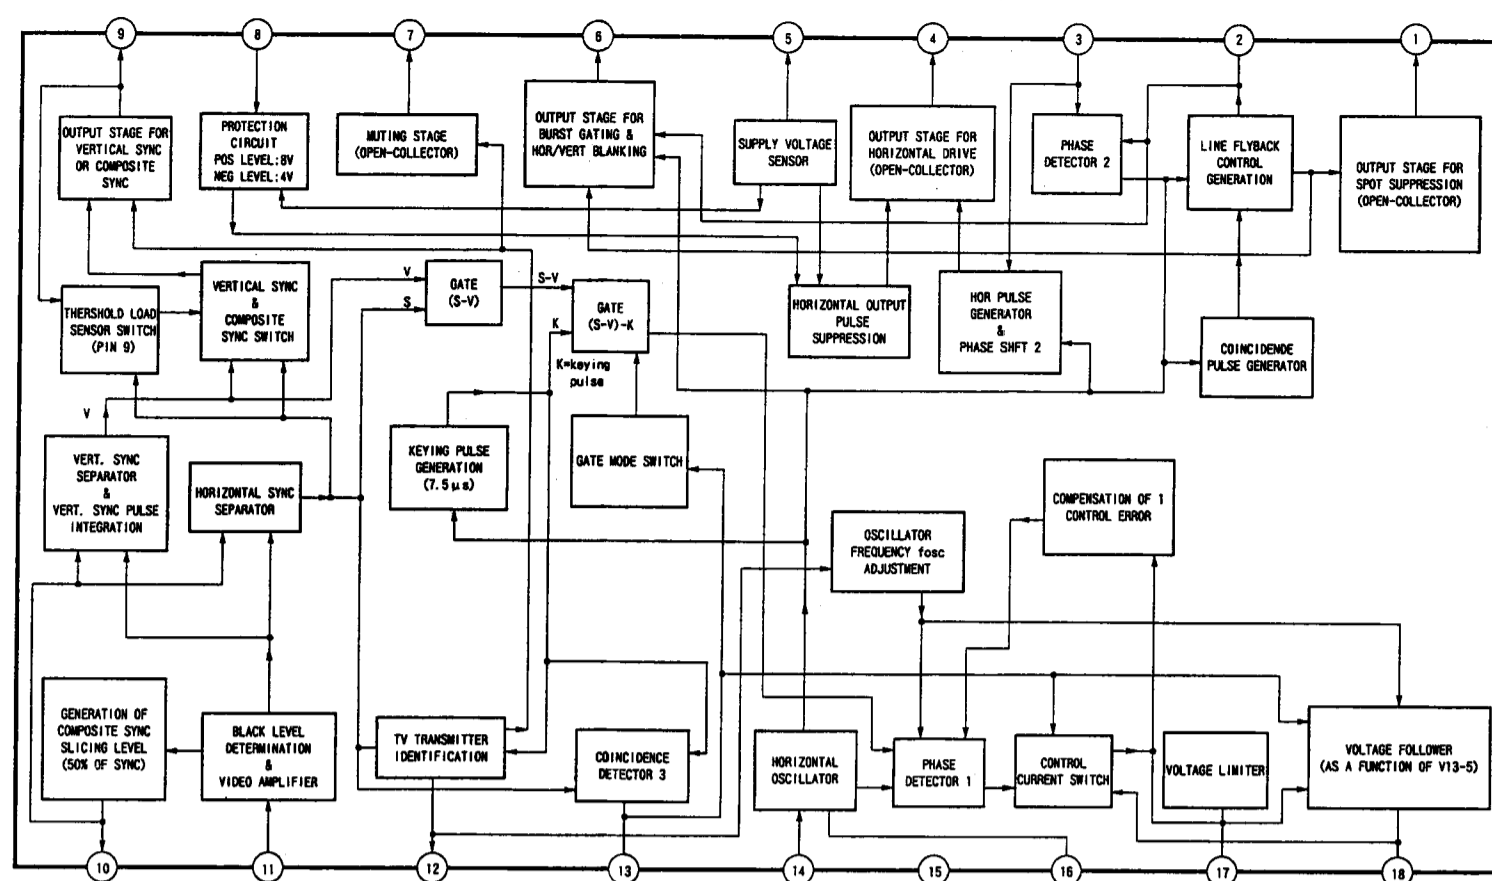 9
8
7
6
5
4
3
2
1
OUTPUT STAGE FOR
VERTICAL SYNC
OR COMPOSITE
SYNC
PROTECTION
CIRCUIT
POS LEVEL:8V
NEG LEVEL:4V
MUTING STAGE
(OPEN-COLLECTOR)
OUTPUT STAGE FOR
BURST GATING &
HOR/VERT BLANKING
SUPPLY VOLTAGE
SENSOR
OUTPUT STAGE FOR
HORIZONTAL DRIVE
(OPEN-COLLECTOR)
PHASE
DETECTOR 2
LINE FLYBACK
CONTROL
GENERATION
OUTPUT STAGE FOR
SPOT SUPPRESSION
(OPEN-COLLECTOR)
THERSHOLD LOAD
SENSOR SWITCH
(PIN 9)
VERTICAL SYNC
&
COMPOSITE
SYNC SWITCH
V
S
GATE
(S-V)
S-V
K
GATE
(S-V)-K
K=keying
pulse
HORIZONTAL OUTPUT
PULSE
SUPPRESSION
HOR PULSE
GENERATOR
&
PHASE SHFT 2
COINCIDENDE
PULSE GENERATOR
V
VERT. SYNC
SEPARATOR
&
VERT. SYNC PULSE
INTEGRATION
HORIZONTAL SYNC
SEPARATOR
KEYING PULSE
GENERATION
(7.5μs)
GATE MODE SWITCH
OSCILLATOR
FREQUENCY fosc
ADJUSTMENT
COMPENSATION OF 1
CONTROL ERROR
GENERATION OF
COMPOSITE SYNC
SLICING LEVEL
(50% OF SYNC)
BLACK LEVEL
DETERMINATION
&
VIDEO AMPLIFIER
TV TRANSMITTER
IDENTIFICATION
COINCIDENCE
DETECTOR 3
HORIZONTAL
OSCILLATOR
PHASE
DETECTOR 1
CONTROL
CURRENT SWITCH
VOLTAGE LIMITER
VOLTAGE FOLLOWER
(AS A FUNCTION OF V13-5)
10
11
12
13
14
15
16
17
18